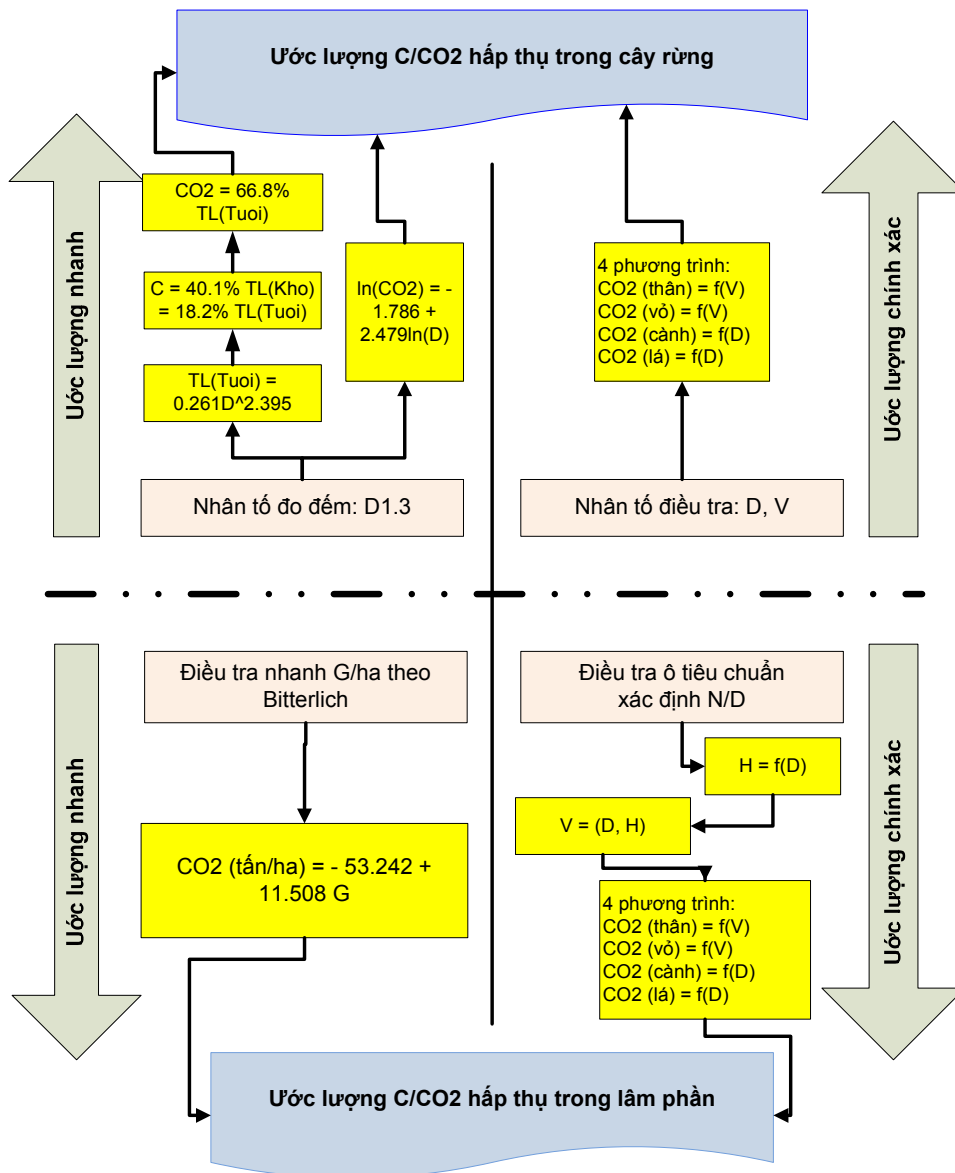 Ước lượng C/CO2 hấp thụ trong cây rừng
Uớc lượng nhanh
CO2 = 66.8%
TL(Tuoi)
C = 40.1% TL(Kho)
= 18.2% TL(Tuoi)
TL(Tuoi) =
0.261D^2.395
ln(CO2) = -
1.786 +
2.479ln(D)
Nhân tố đo đếm: D1.3
4 phương trình:
CO2 (thân) = f(V)
CO2 (vỏ) = f(V)
CO2 (cành) = f(D)
CO2 (lá) = f(D)
Nhân tố điều tra: D, V
Uớc lượng chính xác
Uớc lượng nhanh
Điều tra nhanh G/ha theo
Bitterlich
CO2 (tấn/ha) = - 53.242 +
11.508 G
Điều tra ô tiêu chuẩn
xác định N/D
H = f(D)
V = (D, H)
4 phương trình:
CO2 (thân) = f(V)
CO2 (vỏ) = f(V)
CO2 (cành) = f(D)
CO2 (lá) = f(D)
Uớc lượng chính xác
Ước lượng C/CO2 hấp thụ trong lâm phần